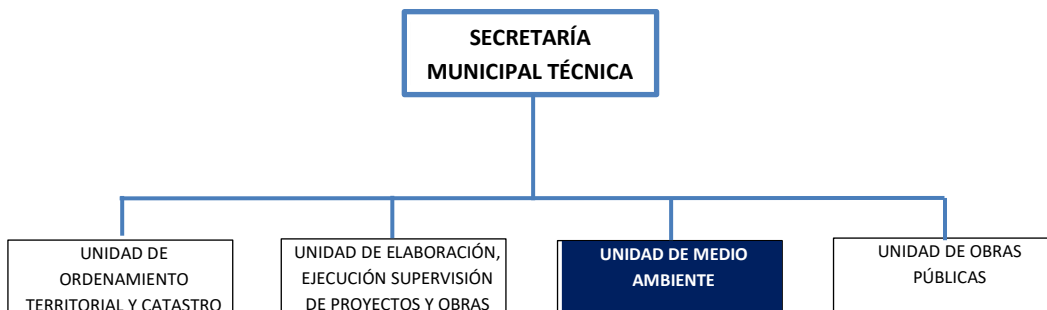 SECRETARÍA
MUNICIPAL TÉCNICA
UNIDAD DE
ORDENAMIENTO
TERRITORIAL Y CATASTRO
UNIDAD DE ELABORACIÓN,
EJECUCIÓN SUPERVISIÓN
DE PROYECTOS Y OBRAS
UNIDAD DE MEDIO
AMBIENTE
UNIDAD DE OBRAS
PÚBLICAS